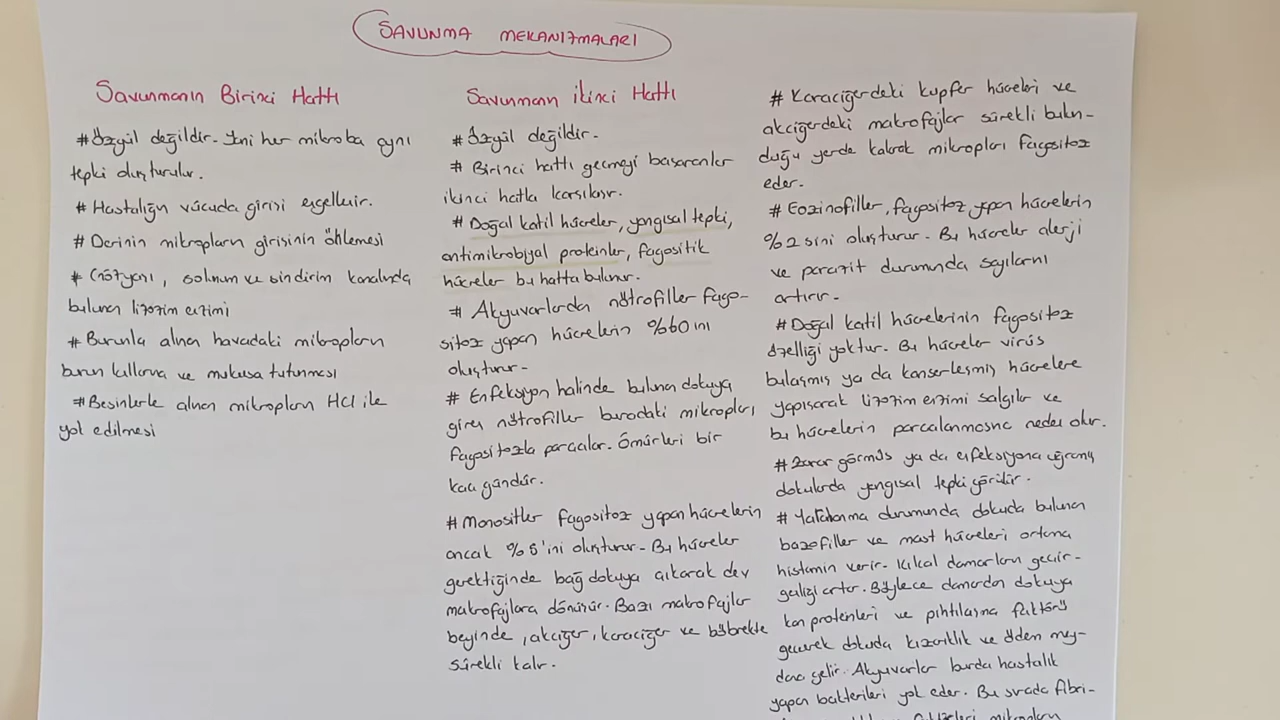 SAVUNMA MEKANİZMALARI
Savunmanın Birinci Hattı
# Özgül değildir. Yani her mikroba aynı
tepki oluşturulur.
# Hastalığın vücuda girişi engellenir.
# Derinin mikropların girişinin önlemesi
# Gözyaşı, solunum ve sindirim kanalında
bulunan lizozim enzimi
# Burunla alınan havadaki mikropların
burun kıllarına ve mukusa tutunması
# Besinlerle alınan mikropların HCl ile
yok edilmesi
Savunmanın İkinci Hattı
# Özgül değildir.
# Birinci hattı geçmeyi başaranlar
ikinci hatla karşılaşır.
# Doğal katil hücreler, yangısal tepki,
antimikrobiyal proteinler, fagositik
hücreler bu hatta bulunur.
# Akyuvarlarda nötrofiller fago-
sitoz yapan hücrelerin %60 ını
oluşturur.
# Enfeksiyon halinde bulunan dokuya
giren nötrofiller buradaki mikropları
fagositozla parçalar. Ömürleri bir
kaç gündür.
# Monositler fagositoz yapan hücrelerin
ancak %5'ini oluşturur. Bu hücreler
gerektiğinde bağ dokuya çıkarak dev
makrofajlara dönüşür. Bazı makrofajlar
beyinde, akciğer, karaciğer ve böbrekte
sürekli kalır.
# Karaciğerdeki kupfer hücreleri ve
akciğerdeki makrofajlar sürekli bulun-
duğu yerde kalarak mikropları fagositoz
eder.
# Eozinofiller, fagositoz yapan hücrelerin
%2 sini oluşturur. Bu hücreler alerji
ve parazit durumunda sayılarını
artırır.
# Doğal katil hücrelerinin fagositoz
özelliği yoktur. Bu hücreler virüs
bulaşmış ya da kanserleşmiş hücrelere
yapışarak lizozim enzimi salgılar ve
bu hücrelerin parçalanmasına neden olur.
# Zarar görmüş ya da enfeksiyona uğramış
dokularda yangısal tepki görülür.
# Yaralanma durumunda dokuda bulunan
bazofiller ve mast hücreleri ortama
histamin verir. Kılcal damarların geçir-
genliği artar. Böylece damardan dokuya
kan proteinleri ve pıhtılaşma faktörü
geçerek dokuda kızarıklık ve ödem mey-
dana gelir. Akyuvarlar burda hastalık
yapan bakterileri yok eder. Bu sırada fibri-
mikropların